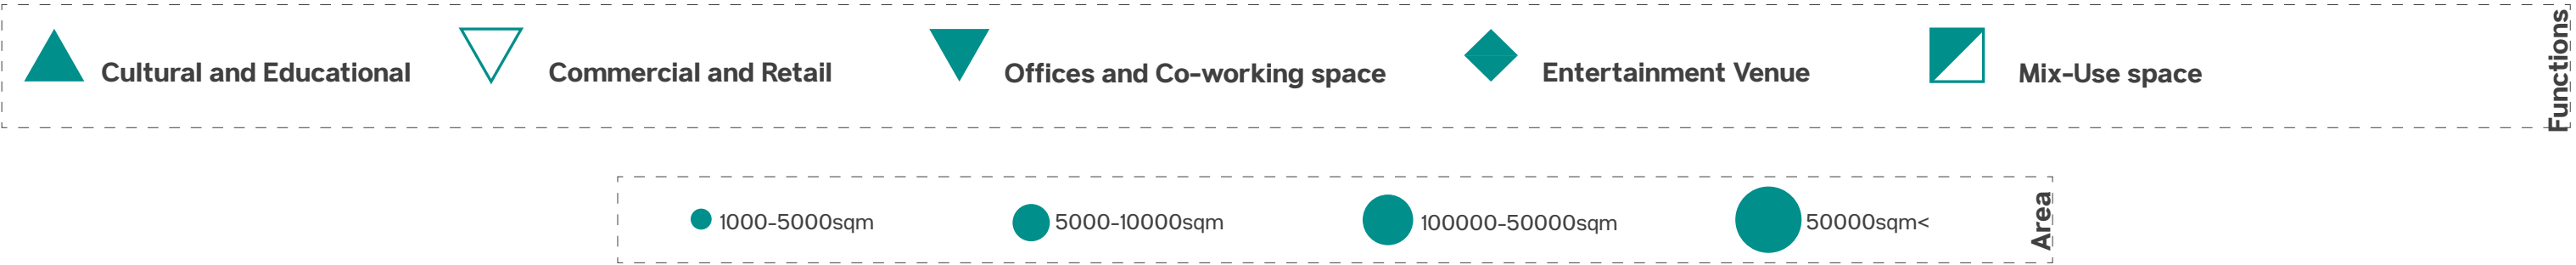 Cultural and Educational
Commercial and Retail
Offices and Co-working space
Entertainment Venue
Mix-Use space
Functions
1000-5000sqm
5000-10000sqm
100000-50000sqm
50000sqm<
Area